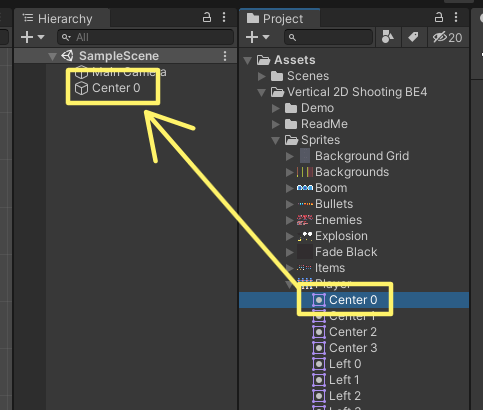 Hierarchy
All
SampleScene
Main Camera
Center 0
Project
20
Assets
Scenes
Vertical 2D Shooting BE4
Demo
ReadMe
Sprites
Background Grid
Backgrounds
Boom
Bullets
Enemies
Explosion
Fade Black
Items
Player
Center 0
Center 1
Center 2
Center 3
Left 0
Left 1
Left 2